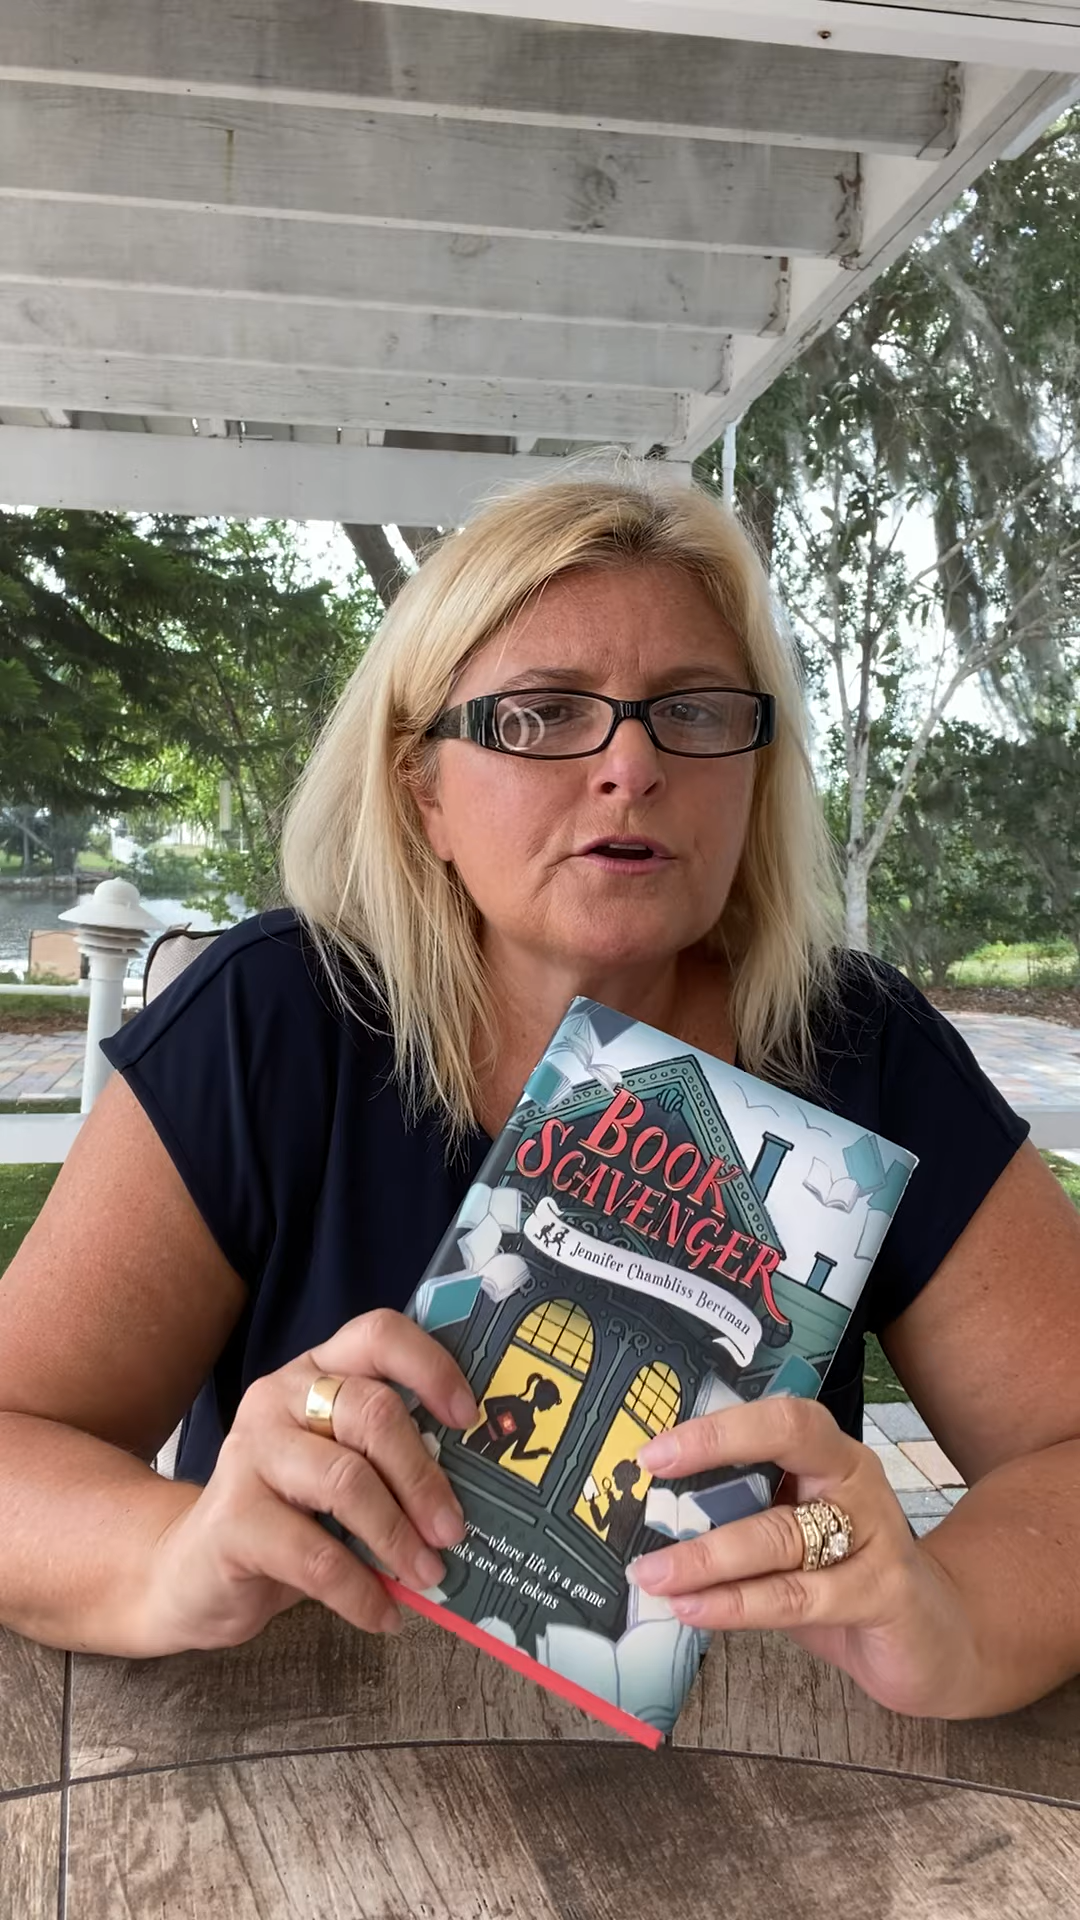 BOOK
SCAVENGER
Jennifer Chambliss Bertman
where life is a game
are the tokens